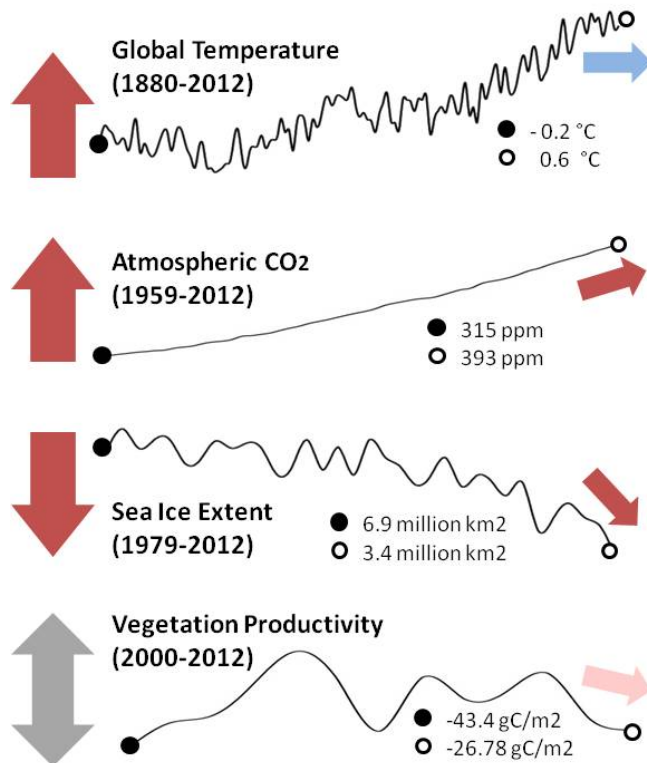 Global Temperature
(1880-2012)
- 0.2 °C
0.6 °C
Atmospheric CO2
(1959-2012)
315 ppm
393 ppm
Sea Ice Extent
(1979-2012)
6.9 million km2
3.4 million km2
Vegetation Productivity
(2000-2012)
-43.4 gC/m2
-26.78 gC/m2